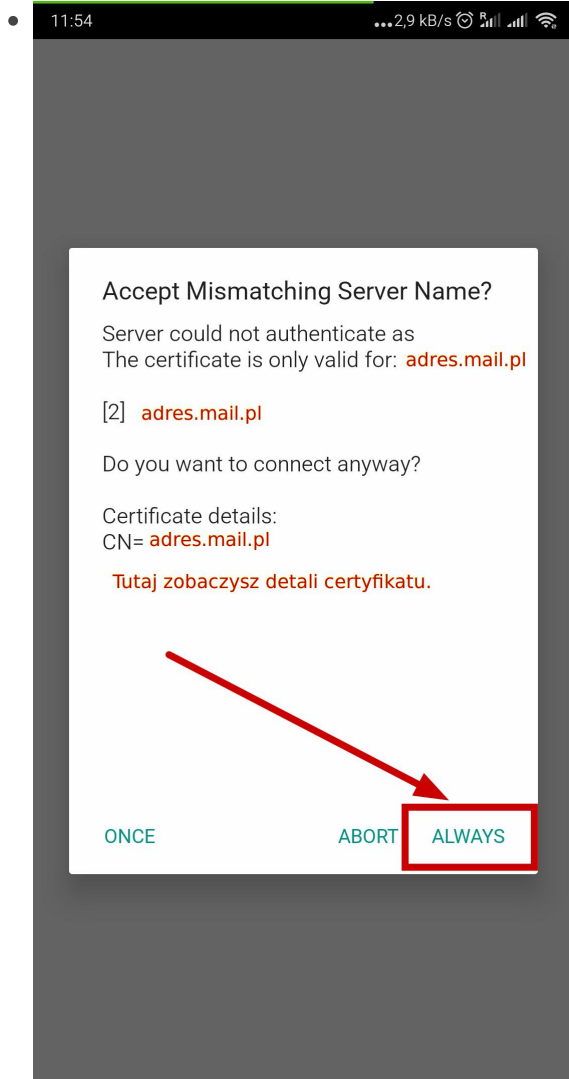 11:54 ...2,9 kB/s R
Accept Mismatching Server Name?
Server could not authenticate as
The certificate is only valid for: adres.mail.pl
[2] adres.mail.pl
Do you want to connect anyway?
Certificate details:
CN= adres.mail.pl
Tutaj zobaczysz detali certyfikatu.
ONCE ABORT ALWAYS